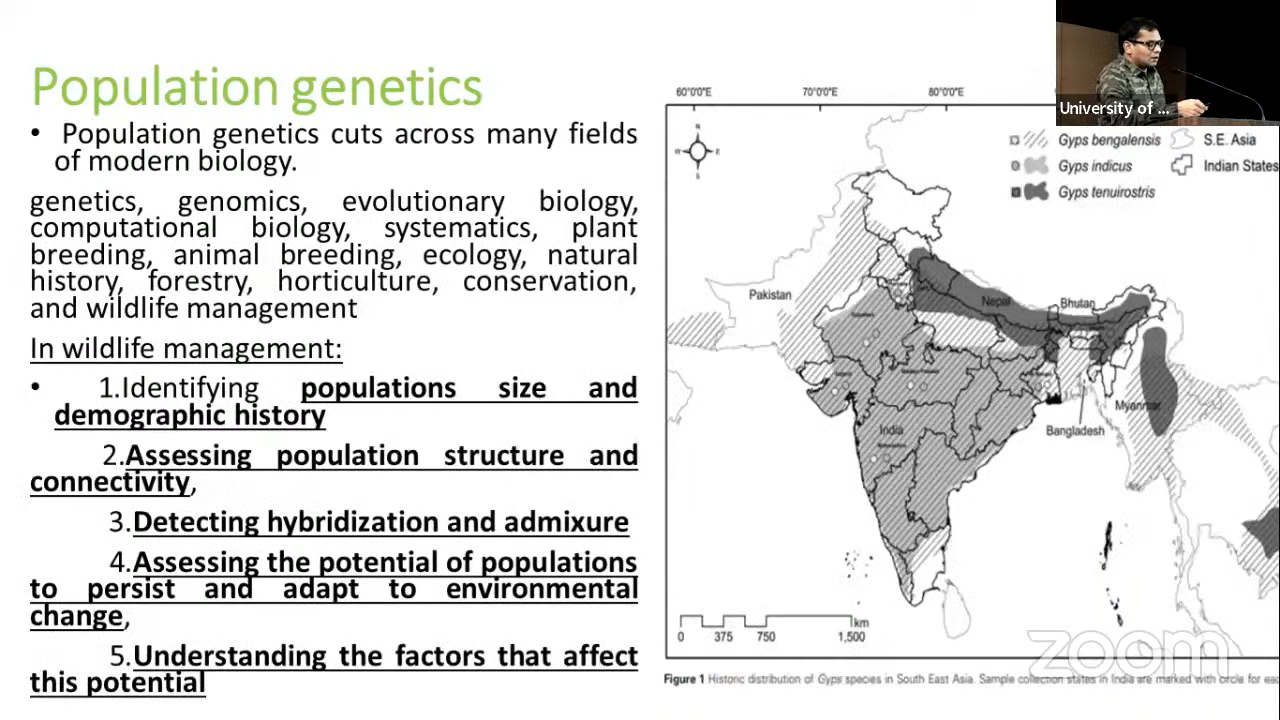 Population genetics
• Population genetics cuts across many fields
of modern biology.
genetics, genomics, evolutionary biology,
computational biology, systematics, plant
breeding, animal breeding, ecology, natural
history, forestry, horticulture, conservation,
and wildlife management
In wildlife management:
• 1.Identifying populations size and
demographic history
2.Assessing population structure and
connectivity,
3.Detecting hybridization and admixure
4.Assessing the potential of populations
to persist and adapt to environmental
change,
5.Understanding the factors that affect
this potential
University of ...
60°0'0"E 70°0'0"E 80°0'0"E
N
W E
S
Gyps bengalensis S.E. Asia
Gyps indicus Indian States
Gyps tenuirostris
Pakistan
Nepal
Bhutan
India
Myanmar
Bangladesh
km
0 375 750 1,500
zoom
Figure 1 Historic distribution of Gyps species in South East Asia. Sample collection states in India are marked with circle for